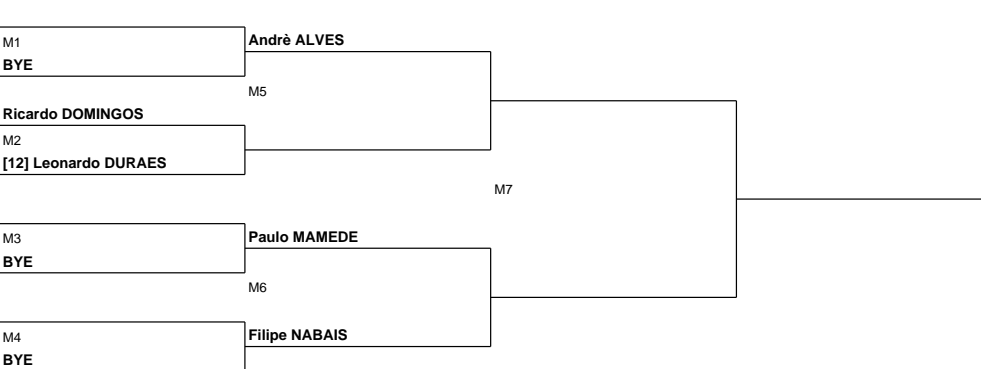 M1
BYE
Andrè ALVES
M5
Ricardo DOMINGOS
M2
[12] Leonardo DURAES
M7
M3
BYE
Paulo MAMEDE
M6
M4
BYE
Filipe NABAIS